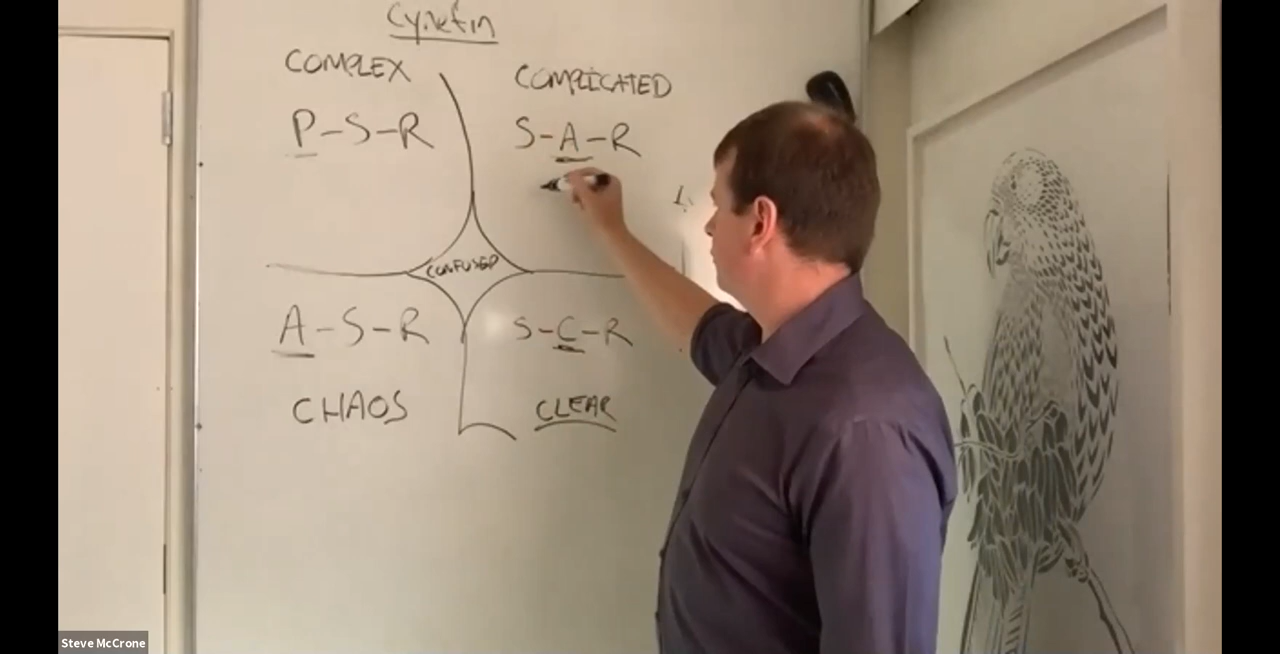 Cynefin
COMPLEX
COMPLICATED
P-S-R
S-A-R
CONFUSED
A-S-R
S-C-R
CHAOS
CLEAR
Steve McCrone